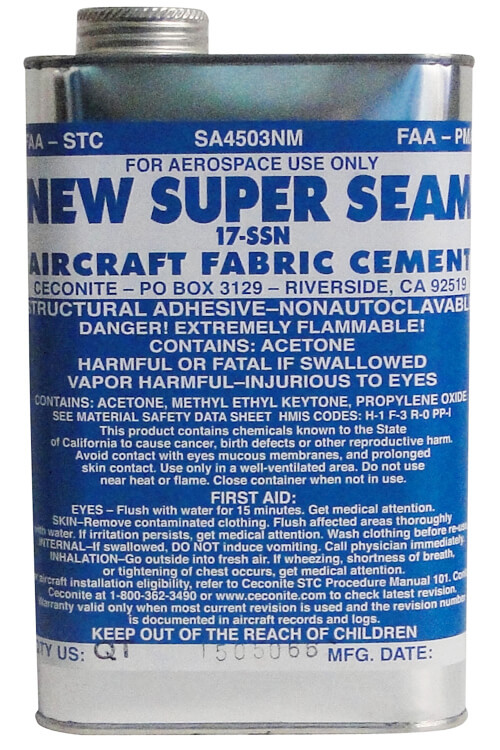 FAA – STC SA4503NM FAA – PMA
FOR AEROSPACE USE ONLY
NEW SUPER SEAM
17-SSN
AIRCRAFT FABRIC CEMENT
CECONITE – PO BOX 3129 – RIVERSIDE, CA 92519
STRUCTURAL ADHESIVE–NONAUTOCLAVABLE
DANGER! EXTREMELY FLAMMABLE!
CONTAINS: ACETONE
HARMFUL OR FATAL IF SWALLOWED
VAPOR HARMFUL–INJURIOUS TO EYES
CONTAINS: ACETONE, METHYL ETHYL KEYTONE, PROPYLENE OXIDE.
SEE MATERIAL SAFETY DATA SHEET HMIS CODES: H-1 F-3 R-0 PP-I
This product contains chemicals known to the State
of California to cause cancer, birth defects or other reproductive harm.
Avoid contact with eyes mucous membranes, and prolonged
skin contact. Use only in a well-ventilated area. Do not use
near heat or flame. Close container when not in use.
FIRST AID:
EYES – Flush with water for 15 minutes. Get medical attention.
SKIN–Remove contaminated clothing. Flush affected areas thoroughly
with water. If irritation persists, get medical attention. Wash clothing before re-use.
INTERNAL–If swallowed, DO NOT induce vomiting. Call physician immediately.
INHALATION–Go outside into fresh air. If wheezing, shortness of breath,
or tightening of chest occurs, get medical attention.
aircraft installation eligibility, refer to Ceconite STC Procedure Manual 101.
Ceconite at 1-800-362-3490 or www.ceconite.com to check latest revision.
Warranty valid only when most current revision is used and the revision number
is documented in aircraft records and logs.
KEEP OUT OF THE REACH OF CHILDREN
QTY US: QT 1505066 MFG. DATE: